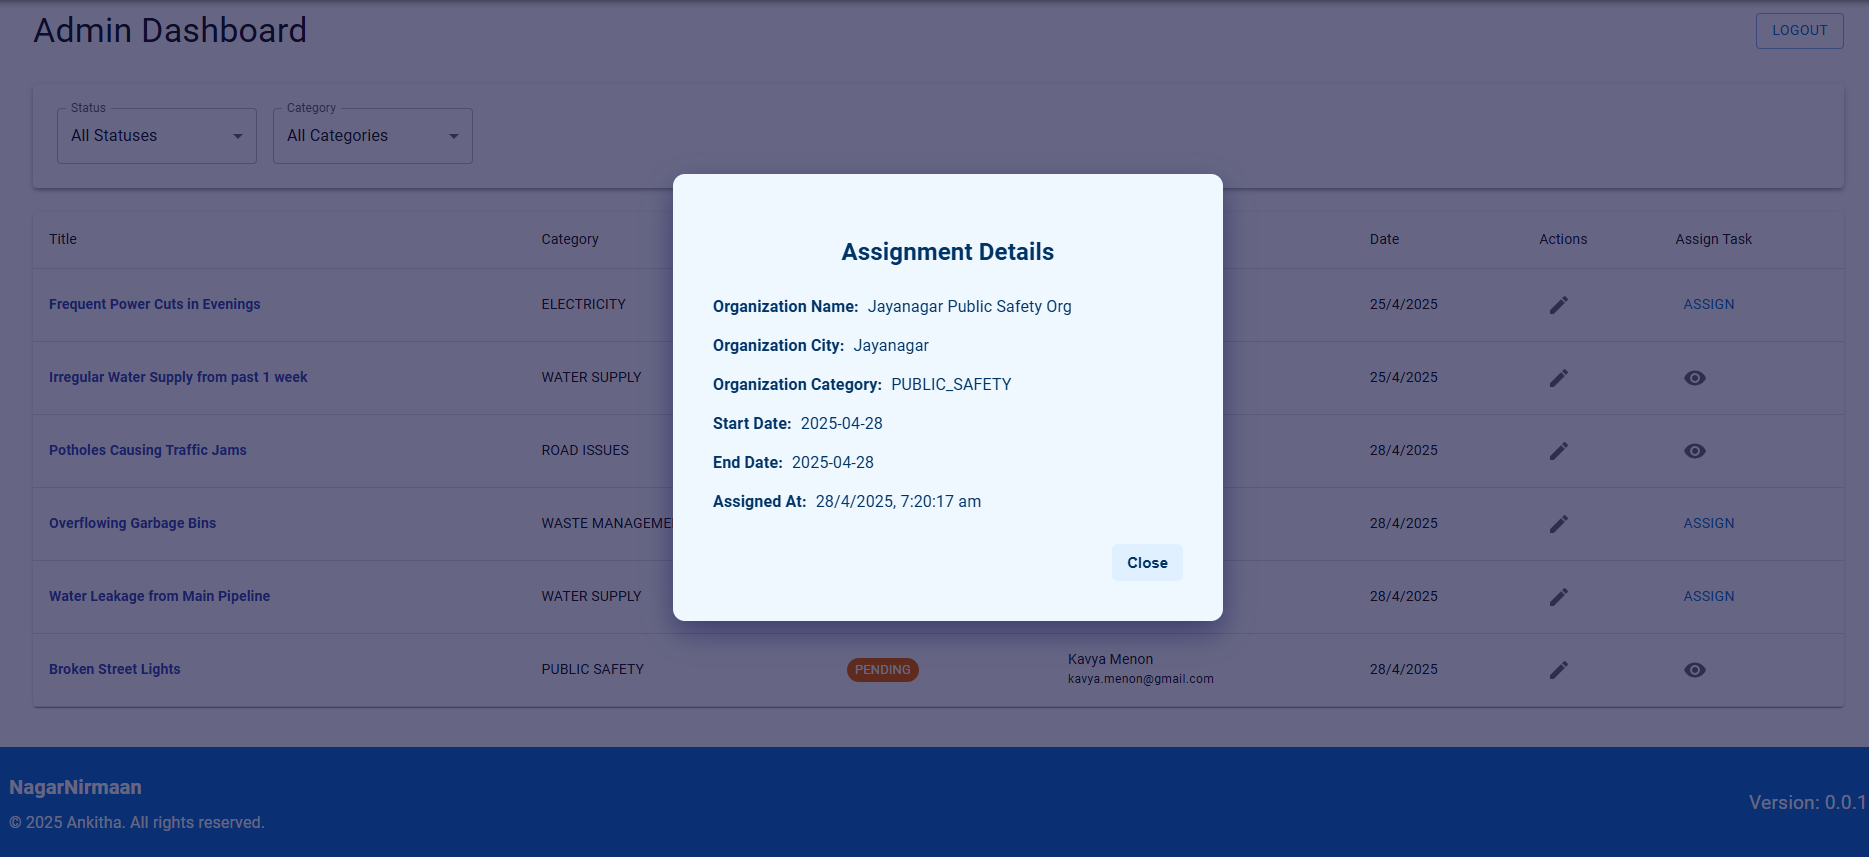 Admin Dashboard
LOGOUT
Status
Category
All Statuses
All Categories
Title
Category
Date
Actions
Assign Task
Frequent Power Cuts in Evenings
ELECTRICITY
25/4/2025
ASSIGN
Irregular Water Supply from past 1 week
WATER SUPPLY
25/4/2025
Potholes Causing Traffic Jams
ROAD ISSUES
28/4/2025
Overflowing Garbage Bins
WASTE MANAGEME
28/4/2025
ASSIGN
Water Leakage from Main Pipeline
WATER SUPPLY
28/4/2025
ASSIGN
Broken Street Lights
PUBLIC SAFETY
PENDING
Kavya Menon
kavya.menon@gmail.com
28/4/2025
Assignment Details
Organization Name: Jayanagar Public Safety Org
Organization City: Jayanagar
Organization Category: PUBLIC_SAFETY
Start Date: 2025-04-28
End Date: 2025-04-28
Assigned At: 28/4/2025, 7:20:17 am
Close
NagarNirmaan
© 2025 Ankitha. All rights reserved.
Version: 0.0.1